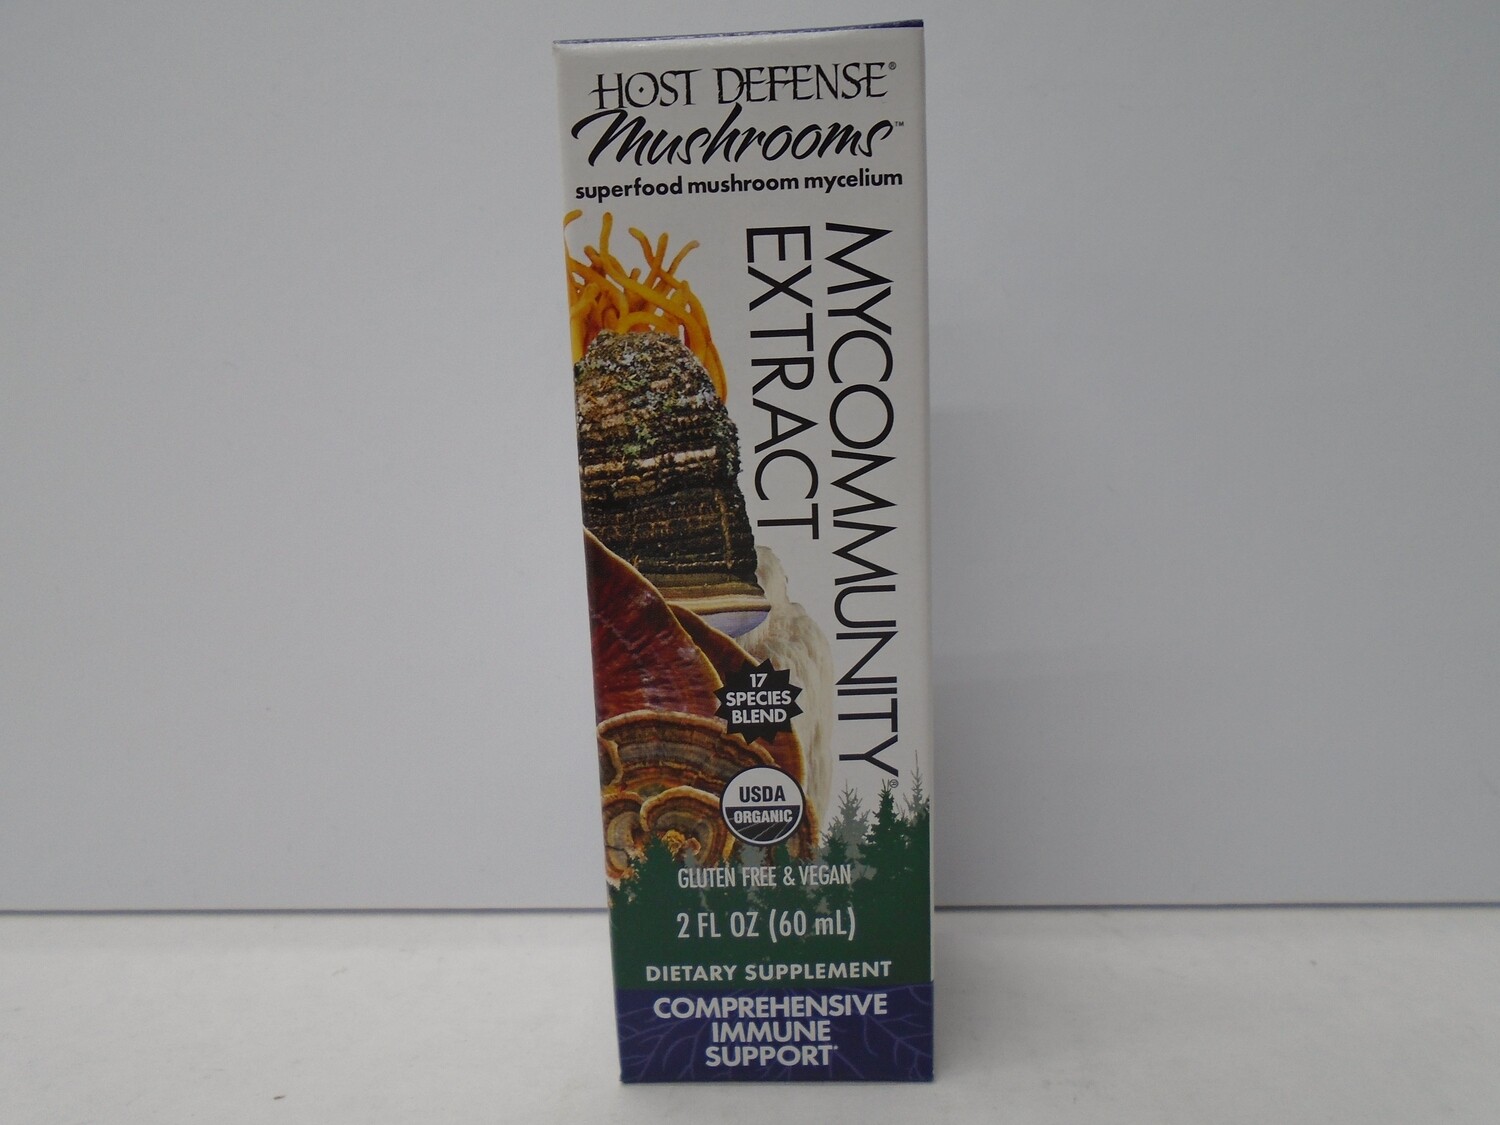 HOST DEFENSE®
Mushrooms™
superfood mushroom mycelium
MYCOMMUNITY®
EXTRACT
17
SPECIES
BLEND
USDA
ORGANIC
GLUTEN FREE & VEGAN
2 FL OZ (60 mL)
DIETARY SUPPLEMENT
COMPREHENSIVE
IMMUNE
SUPPORT*